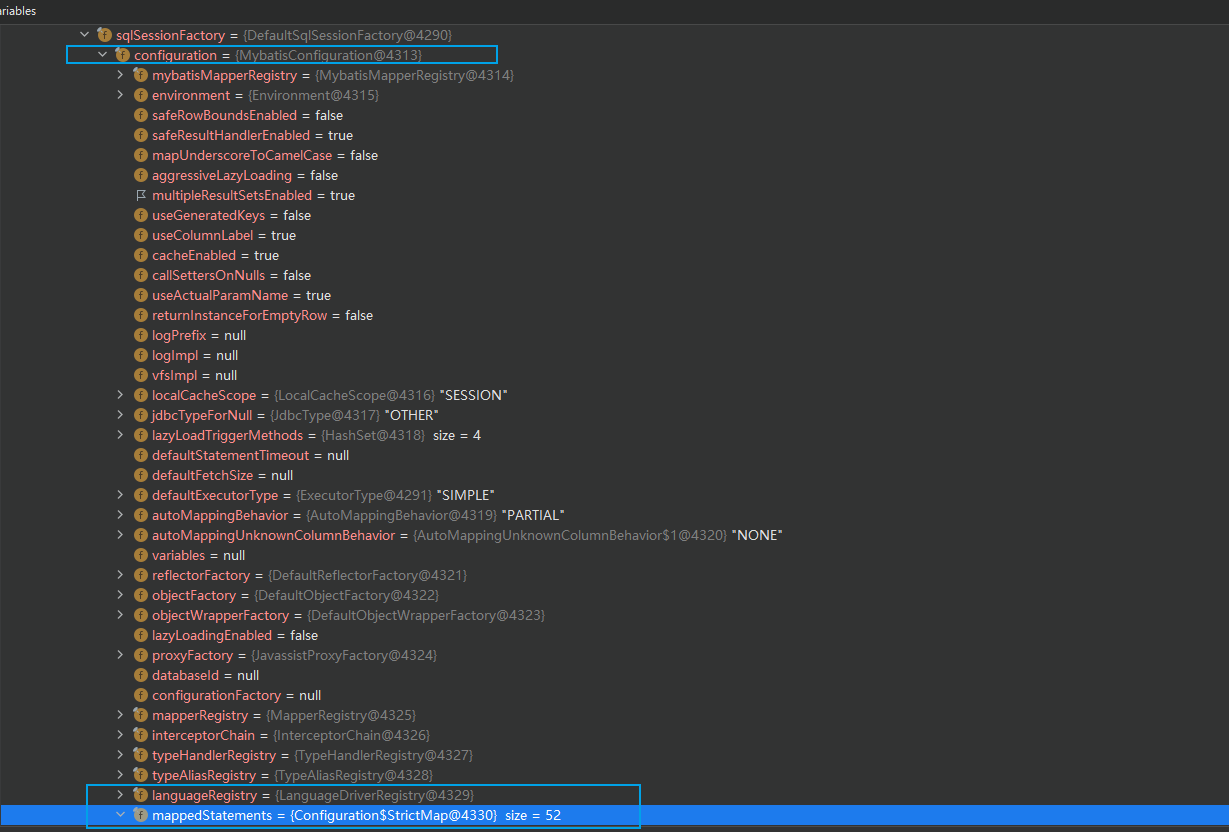 ariables
sqlSessionFactory = {DefaultSqlSessionFactory@4290}
configuration = {MybatisConfiguration@4313}
mybatisMapperRegistry = {MybatisMapperRegistry@4314}
environment = {Environment@4315}
safeRowBoundsEnabled = false
safeResultHandlerEnabled = true
mapUnderscoreToCamelCase = false
aggressiveLazyLoading = false
multipleResultSetsEnabled = true
useGeneratedKeys = false
useColumnLabel = true
cacheEnabled = true
callSettersOnNulls = false
useActualParamName = true
returnInstanceForEmptyRow = false
logPrefix = null
logImpl = null
vfsImpl = null
localCacheScope = {LocalCacheScope@4316} "SESSION"
jdbcTypeForNull = {JdbcType@4317} "OTHER"
lazyLoadTriggerMethods = {HashSet@4318} size = 4
defaultStatementTimeout = null
defaultFetchSize = null
defaultExecutorType = {ExecutorType@4291} "SIMPLE"
autoMappingBehavior = {AutoMappingBehavior@4319} "PARTIAL"
autoMappingUnknownColumnBehavior = {AutoMappingUnknownColumnBehavior$1@4320} "NONE"
variables = null
reflectorFactory = {DefaultReflectorFactory@4321}
objectFactory = {DefaultObjectFactory@4322}
objectWrapperFactory = {DefaultObjectWrapperFactory@4323}
lazyLoadingEnabled = false
proxyFactory = {JavassistProxyFactory@4324}
databaseId = null
configurationFactory = null
mapperRegistry = {MapperRegistry@4325}
interceptorChain = {InterceptorChain@4326}
typeHandlerRegistry = {TypeHandlerRegistry@4327}
typeAliasRegistry = {TypeAliasRegistry@4328}
languageRegistry = {LanguageDriverRegistry@4329}
mappedStatements = {Configuration$StrictMap@4330} size = 52